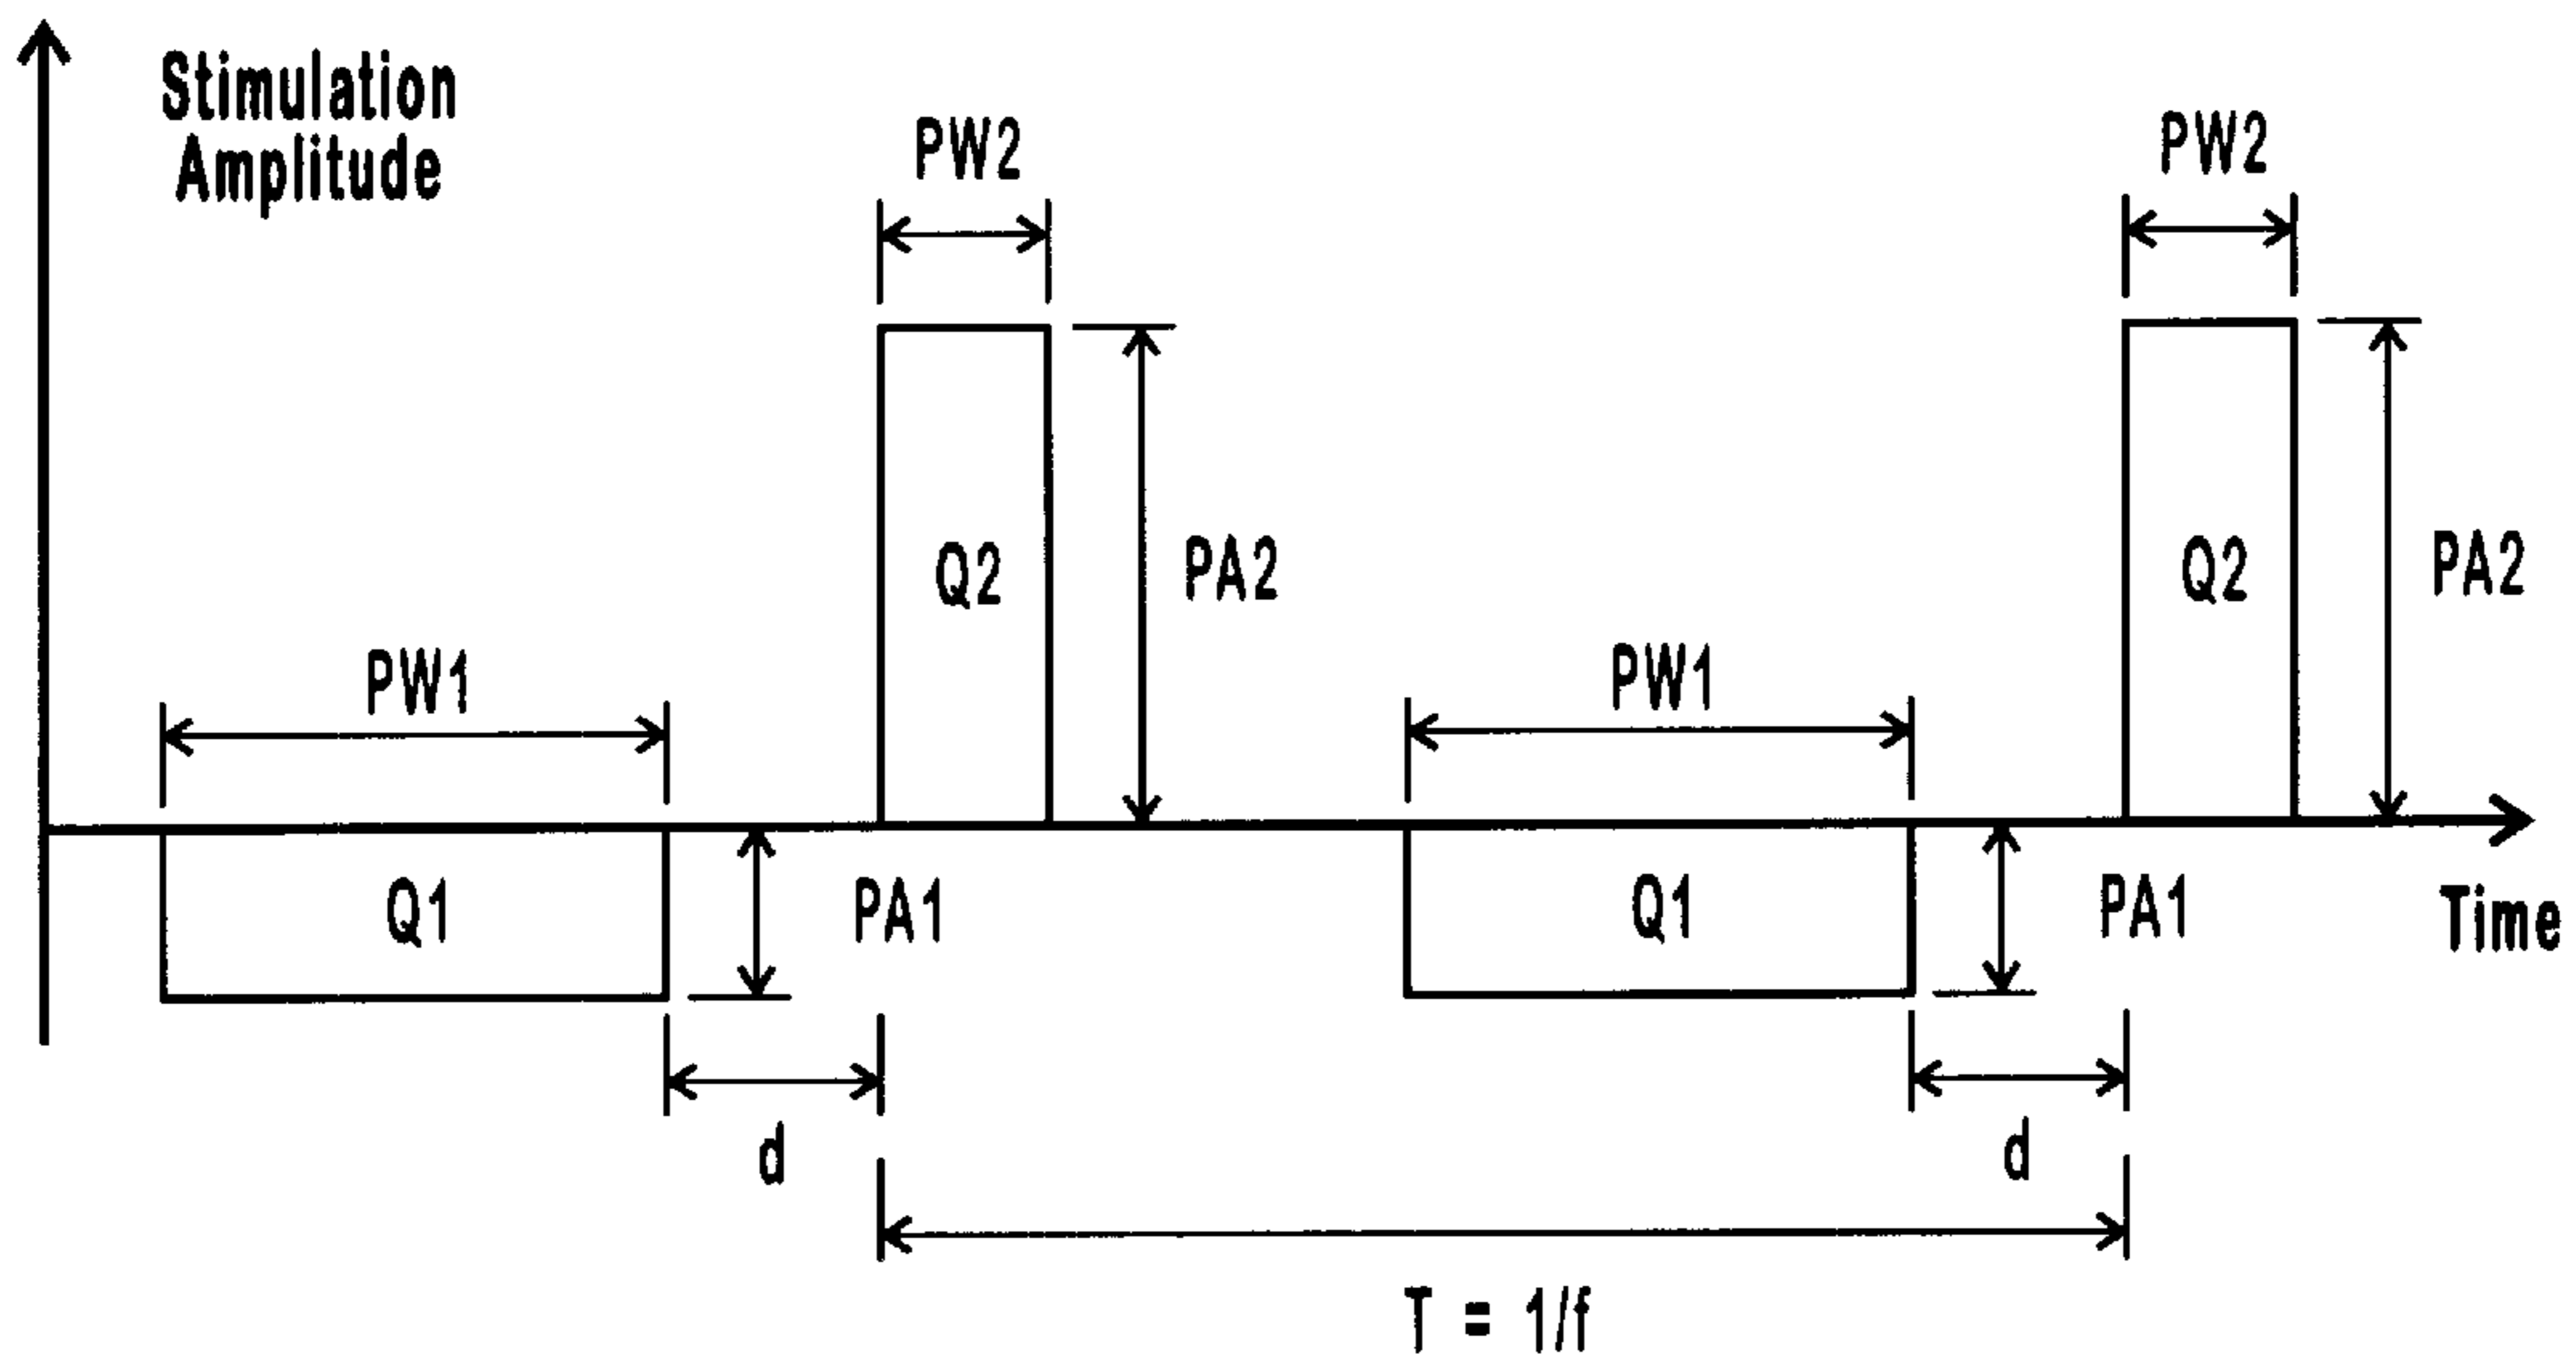 Stimulation
Amplitude
PW2
PW2
Q2
PA2
Q2
PA2
PW1
PW1
Q1
PA1
Q1
PA1
Time
d
d
T = 1/f